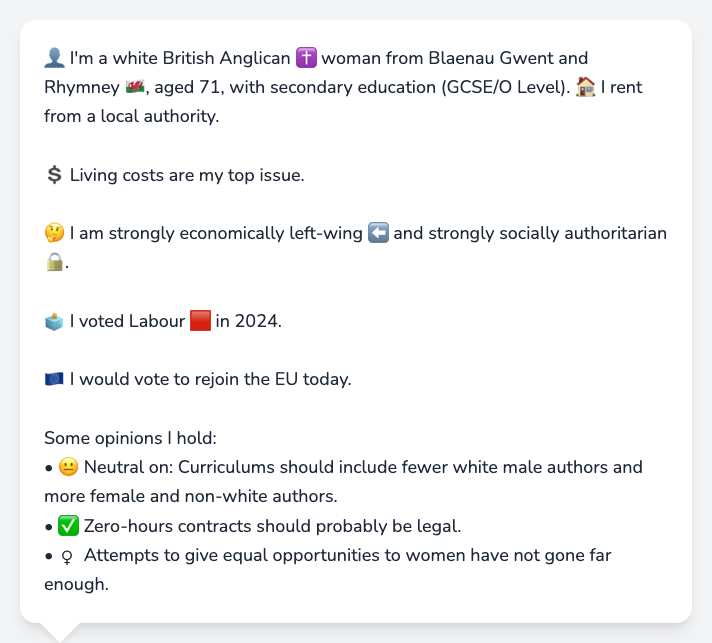 👤 I'm a white British Anglican ✝️ woman from Blaenau Gwent and
Rhymney 🏴󠁧󠁢󠁷󠁬󠁳󠁿, aged 71, with secondary education (GCSE/O Level). 🏠 I rent
from a local authority.
💲 Living costs are my top issue.
🤔 I am strongly economically left-wing ⬅️ and strongly socially authoritarian
🔒.
🗳️ I voted Labour 🟥 in 2024.
🇪🇺 I would vote to rejoin the EU today.
Some opinions I hold:
• 😐 Neutral on: Curriculums should include fewer white male authors and
more female and non-white authors.
• ✅ Zero-hours contracts should probably be legal.
• ♀ Attempts to give equal opportunities to women have not gone far
enough.